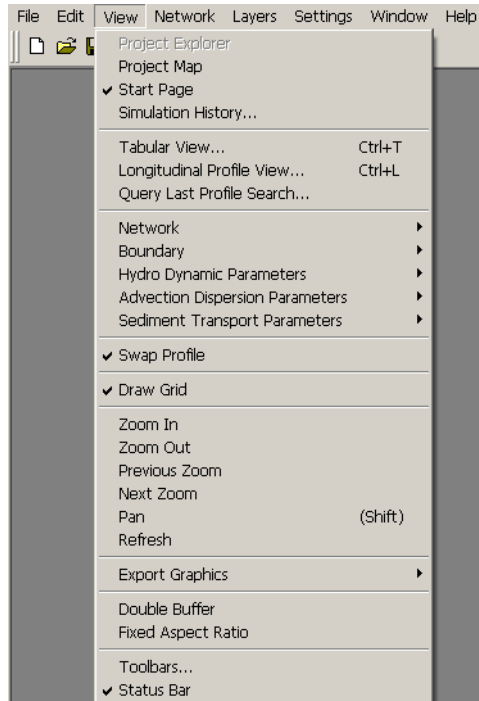 File Edit View Network Layers Settings Window Help
Project Explorer
Project Map
Start Page
Simulation History...
Tabular View... Ctrl+T
Longitudinal Profile View... Ctrl+L
Query Last Profile Search...
Network
Boundary
Hydro Dynamic Parameters
Advection Dispersion Parameters
Sediment Transport Parameters
Swap Profile
Draw Grid
Zoom In
Zoom Out
Previous Zoom
Next Zoom
Pan (Shift)
Refresh
Export Graphics
Double Buffer
Fixed Aspect Ratio
Toolbars...
Status Bar